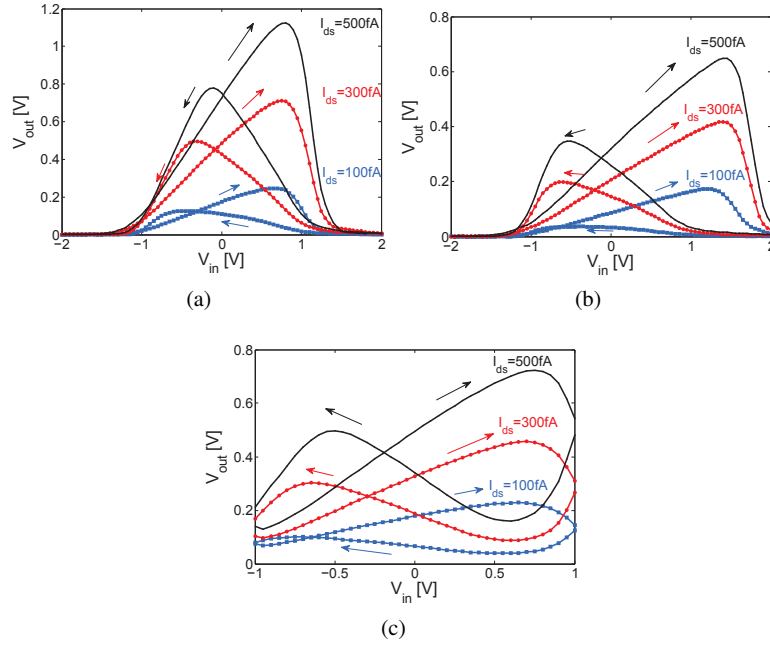 I_ds=500fA
I_ds=300fA
I_ds=100fA
V_out [V]
1.2
1
0.8
0.6
0.4
0.2
0
−2
−1
0
1
2
V_in [V]
(a)
I_ds=500fA
I_ds=300fA
I_ds=100fA
V_out [V]
0.8
0.6
0.4
0.2
0
−2
−1
0
1
2
V_in [V]
(b)
I_ds=500fA
I_ds=300fA
I_ds=100fA
V_out [V]
0.8
0.6
0.4
0.2
0
−1
−0.5
0
0.5
1
V_in [V]
(c)